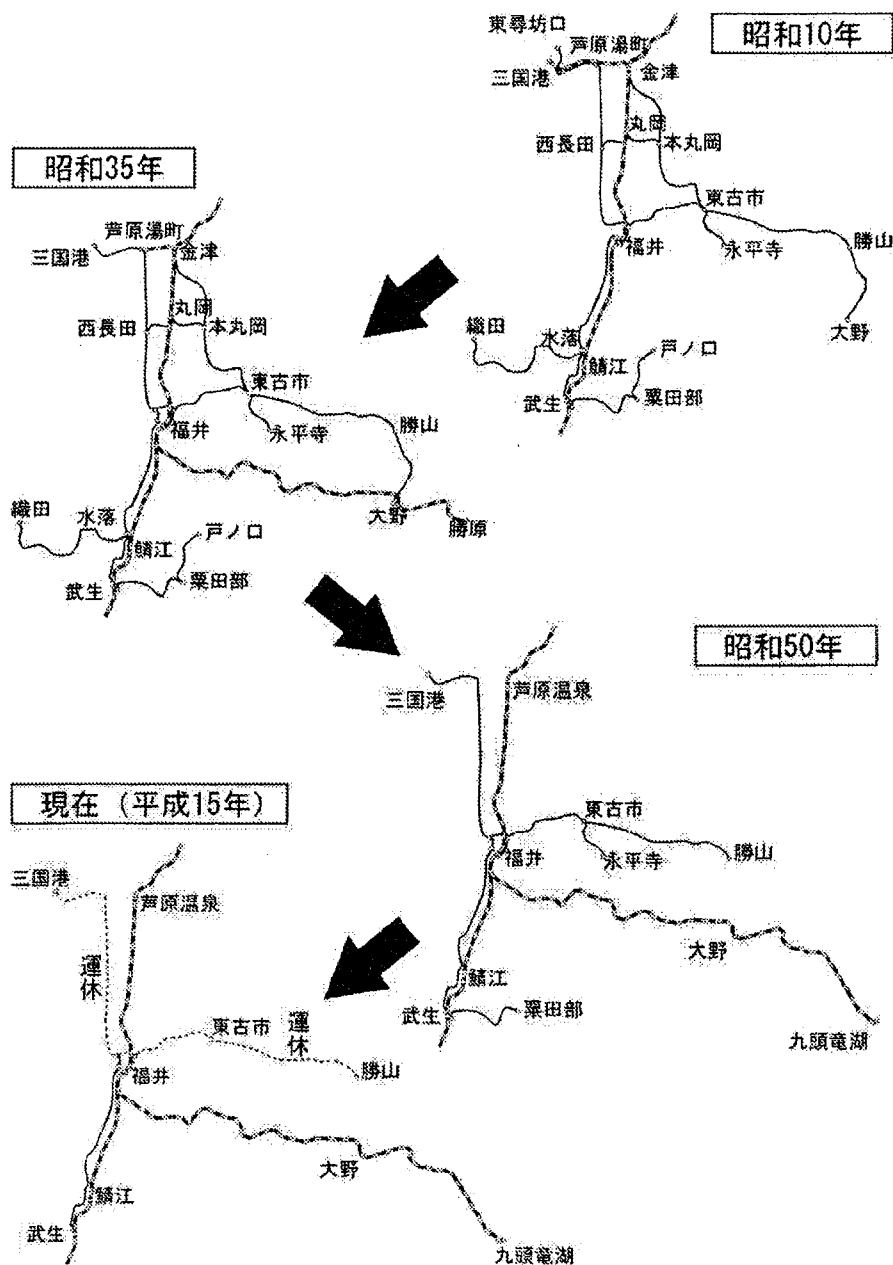 昭和10年
東尋坊口
芦原湯町
三国港
金津
丸岡
西長田
本丸岡
東古市
福井
永平寺
勝山
大野
織田
水落
鯖江
戸ノ口
武生
粟田部
昭和35年
芦原湯町
三国港
金津
丸岡
西長田
本丸岡
東古市
福井
永平寺
勝山
大野
勝原
織田
水落
鯖江
戸ノ口
武生
粟田部
昭和50年
三国港
芦原温泉
東古市
福井
永平寺
勝山
大野
鯖江
武生
粟田部
九頭竜湖
現在（平成15年）
三国港
芦原温泉
運休
東古市
運休
福井
勝山
大野
鯖江
武生
九頭竜湖